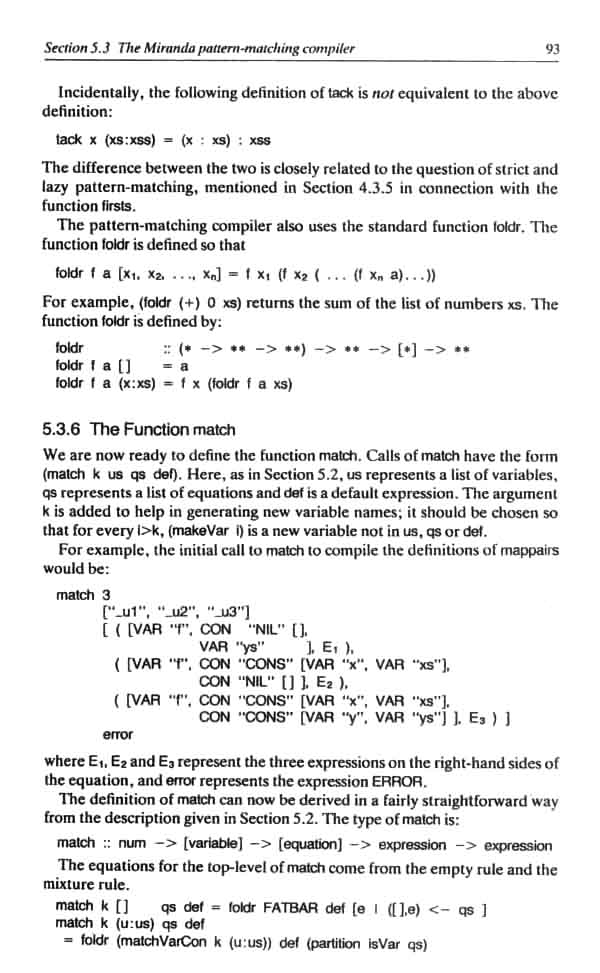 Section 5.3 The Miranda pattern-matching compiler 93
Incidentally, the following definition of tack is not equivalent to the above
definition:
tack x (xs:xss) = (x : xs) : xss
The difference between the two is closely related to the question of strict and
lazy pattern-matching, mentioned in Section 4.3.5 in connection with the
function firsts.
The pattern-matching compiler also uses the standard function foldr. The
function foldr is defined so that
foldr f a [x₁, x₂, ..., xₙ] = f x₁ (f x₂ ( ... (f xₙ a)...))
For example, (foldr (+) 0 xs) returns the sum of the list of numbers xs. The
function foldr is defined by:
foldr :: (* -> ** -> **) -> ** -> [*] -> **
foldr f a [] = a
foldr f a (x:xs) = f x (foldr f a xs)
5.3.6 The Function match
We are now ready to define the function match. Calls of match have the form
(match k us qs def). Here, as in Section 5.2, us represents a list of variables,
qs represents a list of equations and def is a default expression. The argument
k is added to help in generating new variable names; it should be chosen so
that for every i>k, (makeVar i) is a new variable not in us, qs or def.
For example, the initial call to match to compile the definitions of mappairs
would be:
match 3
["_u1", "_u2", "_u3"]
[ ( [VAR "f", CON "NIL" [],
VAR "ys" ], E₁ ),
( [VAR "f", CON "CONS" [VAR "x", VAR "xs"],
CON "NIL" [] ], E₂ ),
( [VAR "f", CON "CONS" [VAR "x", VAR "xs"],
CON "CONS" [VAR "y", VAR "ys"] ], E₃ ) ]
error
where E₁, E₂ and E₃ represent the three expressions on the right-hand sides of
the equation, and error represents the expression ERROR.
The definition of match can now be derived in a fairly straightforward way
from the description given in Section 5.2. The type of match is:
match :: num -> [variable] -> [equation] -> expression -> expression
The equations for the top-level of match come from the empty rule and the
mixture rule.
match k [] qs def = foldr FATBAR def [e | ([],e) <- qs ]
match k (u:us) qs def
= foldr (matchVarCon k (u:us)) def (partition isVar qs)